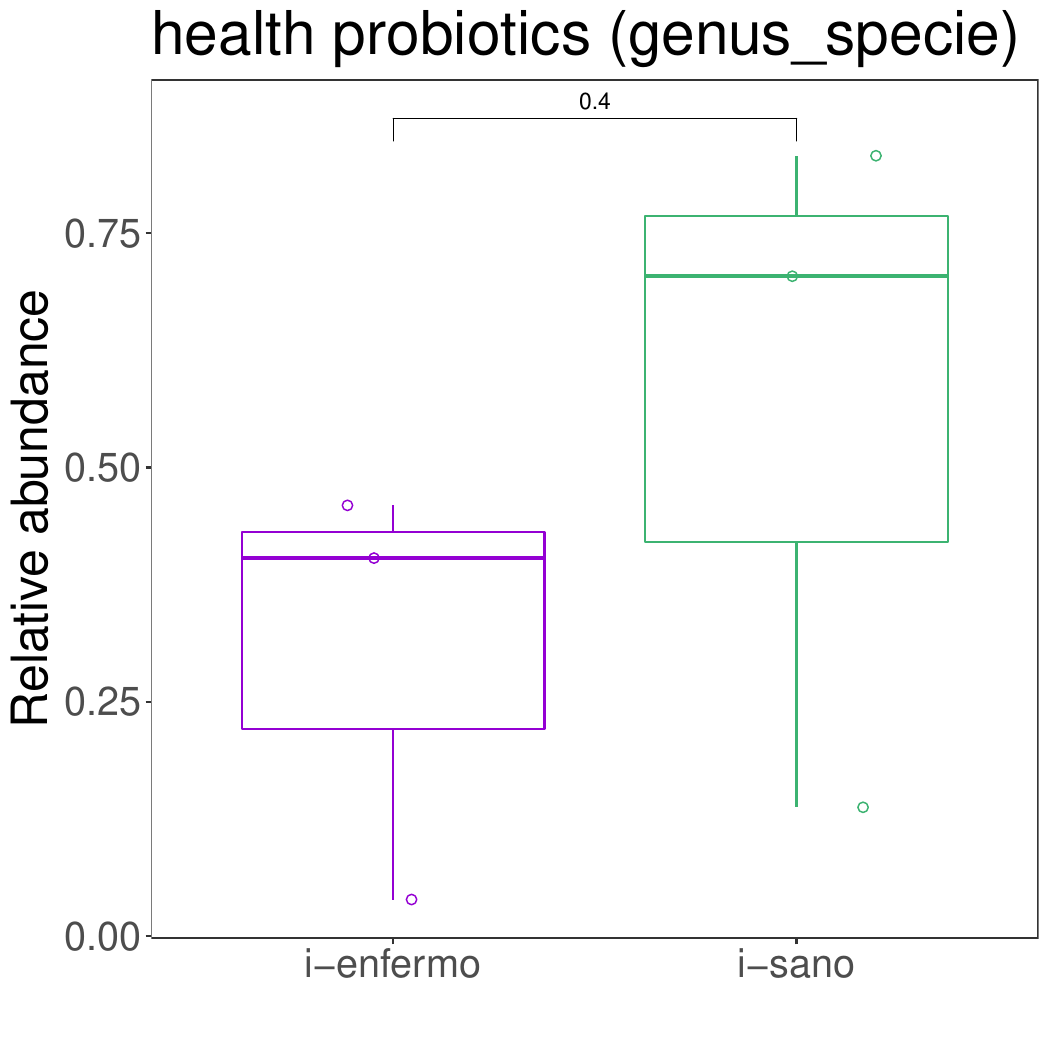 health probiotics (genus_specie)
0.4
0.75
0.50
0.25
0.00
Relative abundance
i−enfermo
i−sano